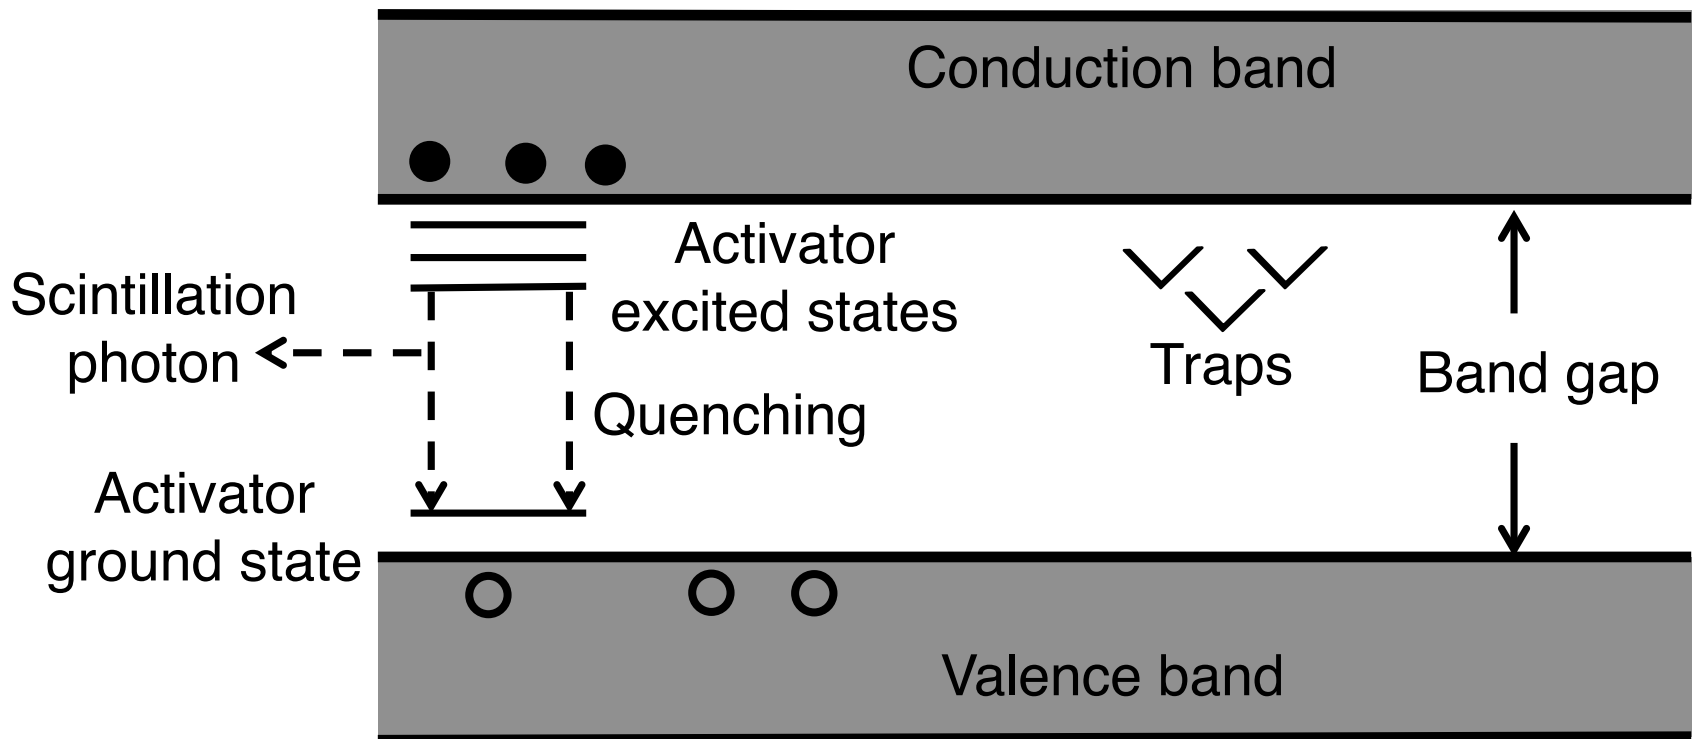 Conduction band
Activator
excited states
Scintillation
photon
Traps
Band gap
Quenching
Activator
ground state
Valence band